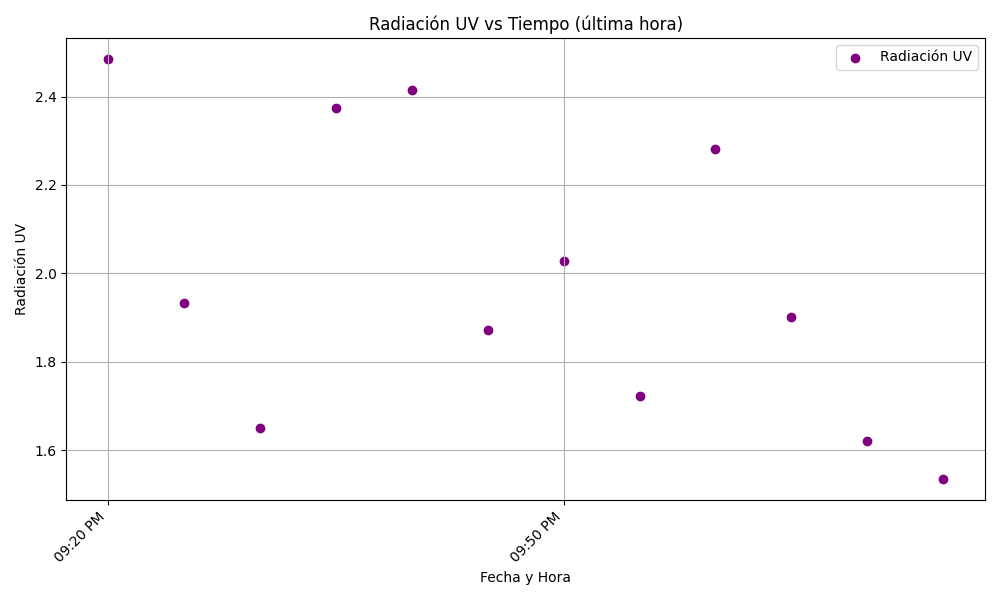 Radiación UV vs Tiempo (última hora)
Radiación UV
Radiación UV
2.4
2.2
2.0
1.8
1.6
09:20 PM
09:50 PM
Fecha y Hora